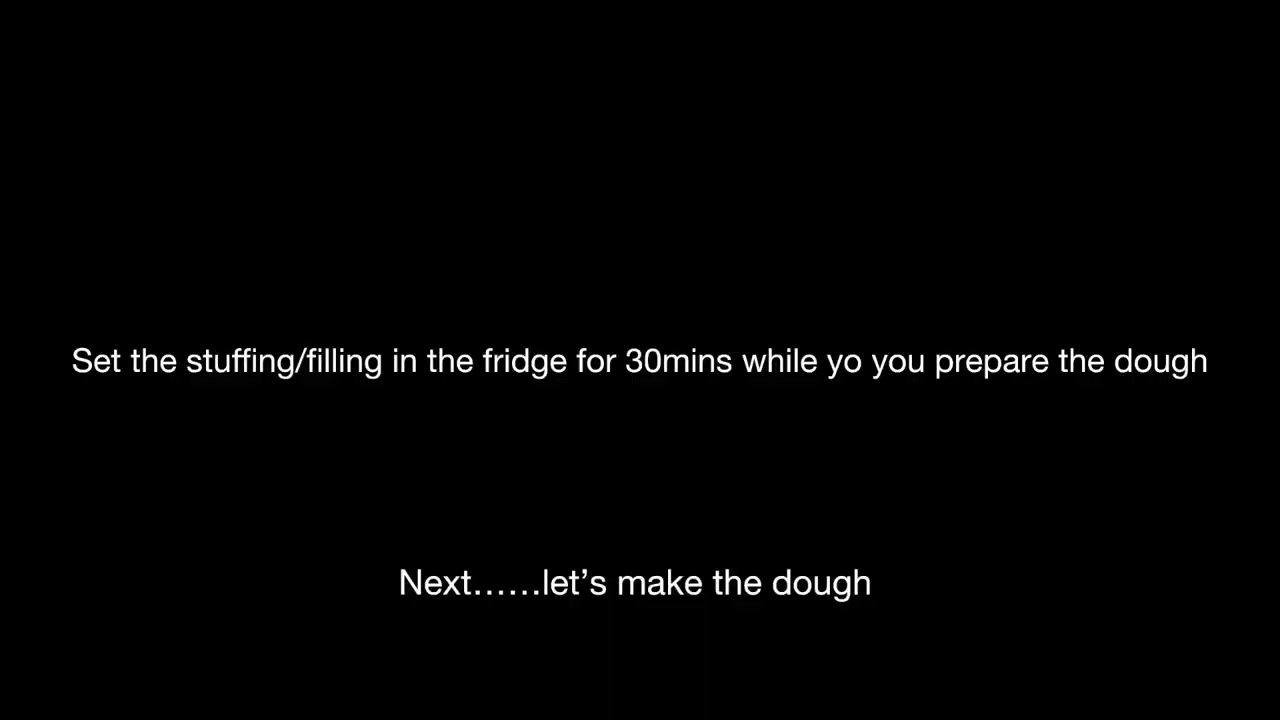 Set the stuffing/filling in the fridge for 30mins while yo you prepare the dough
Next......let’s make the dough